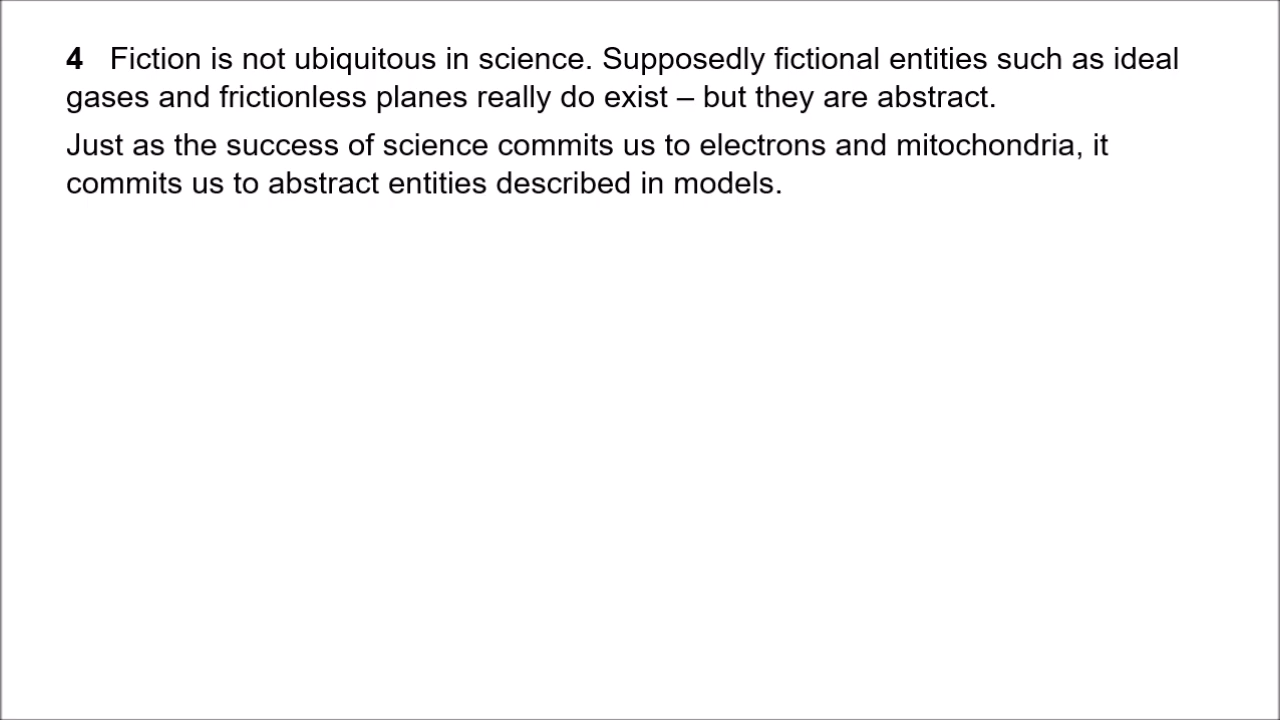 4 Fiction is not ubiquitous in science. Supposedly fictional entities such as ideal
gases and frictionless planes really do exist – but they are abstract.
Just as the success of science commits us to electrons and mitochondria, it
commits us to abstract entities described in models.